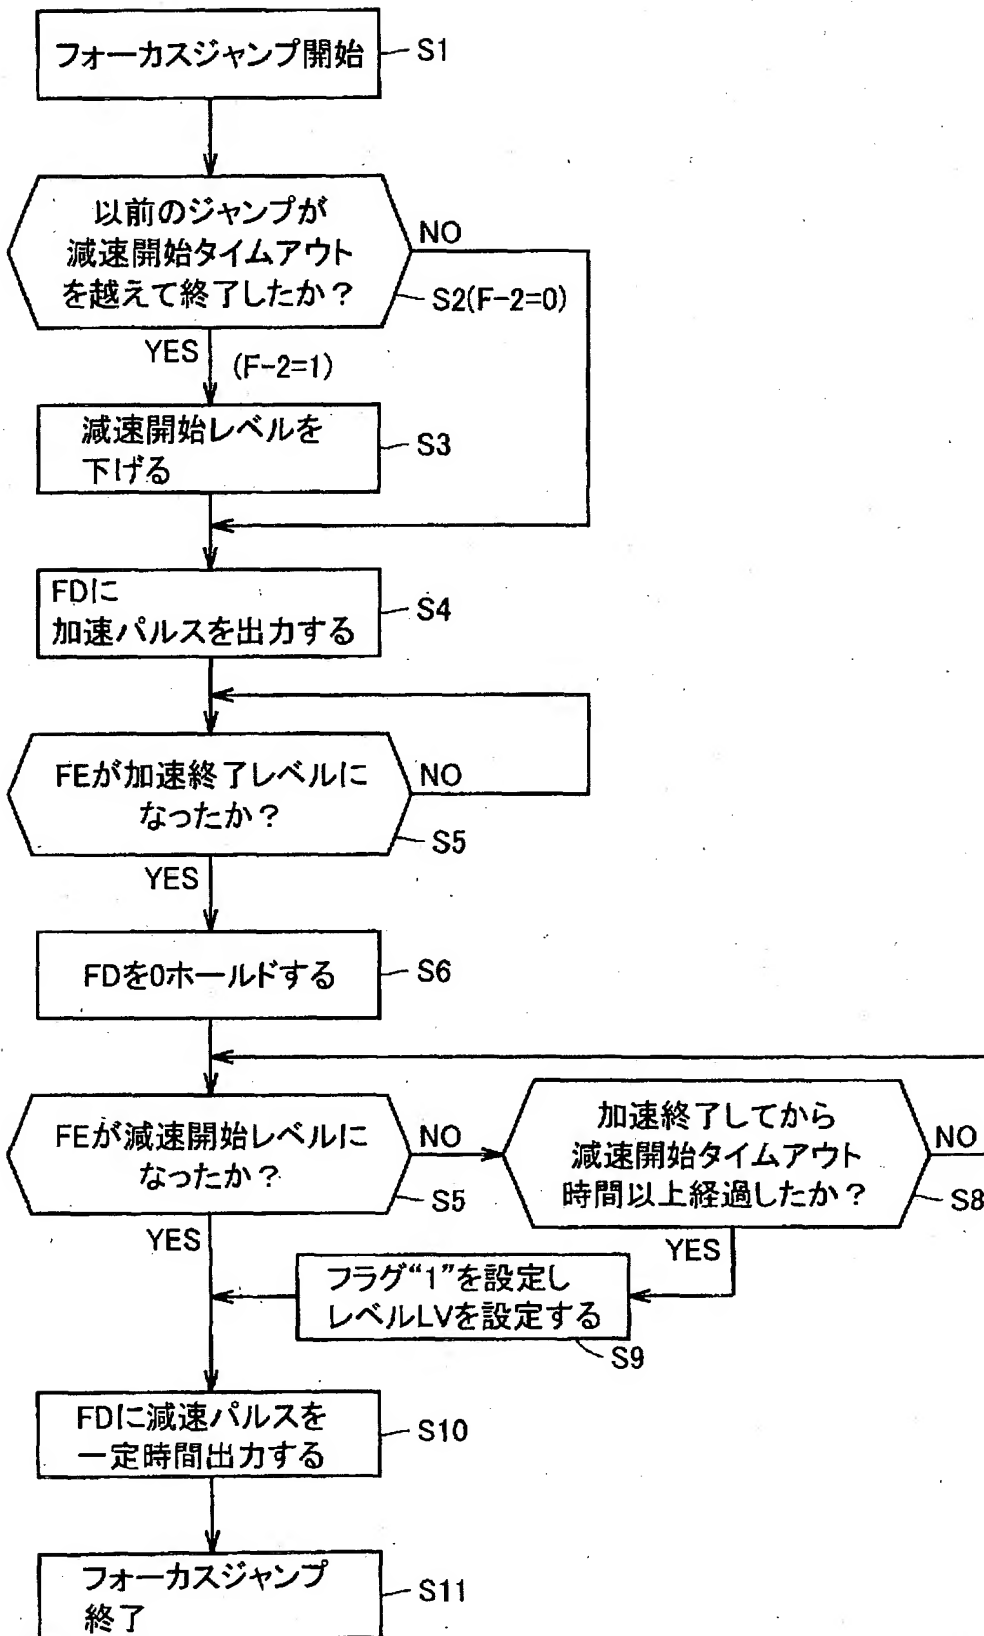 フォーカスジャンプ開始
S1
以前のジャンプが
減速開始タイムアウト
を越えて終了したか？
NO
S2(F-2=0)
YES
(F-2=1)
減速開始レベルを
下げる
S3
FDに
加速パルスを出力する
S4
FEが加速終了レベルに
なったか？
NO
S5
YES
FDを0ホールドする
S6
FEが減速開始レベルに
なったか？
NO
S5
YES
加速終了してから
減速開始タイムアウト
時間以上経過したか？
NO
S8
YES
フラグ“1”を設定し
レベルLVを設定する
S9
FDに減速パルスを
一定時間出力する
S10
フォーカスジャンプ
終了
S11